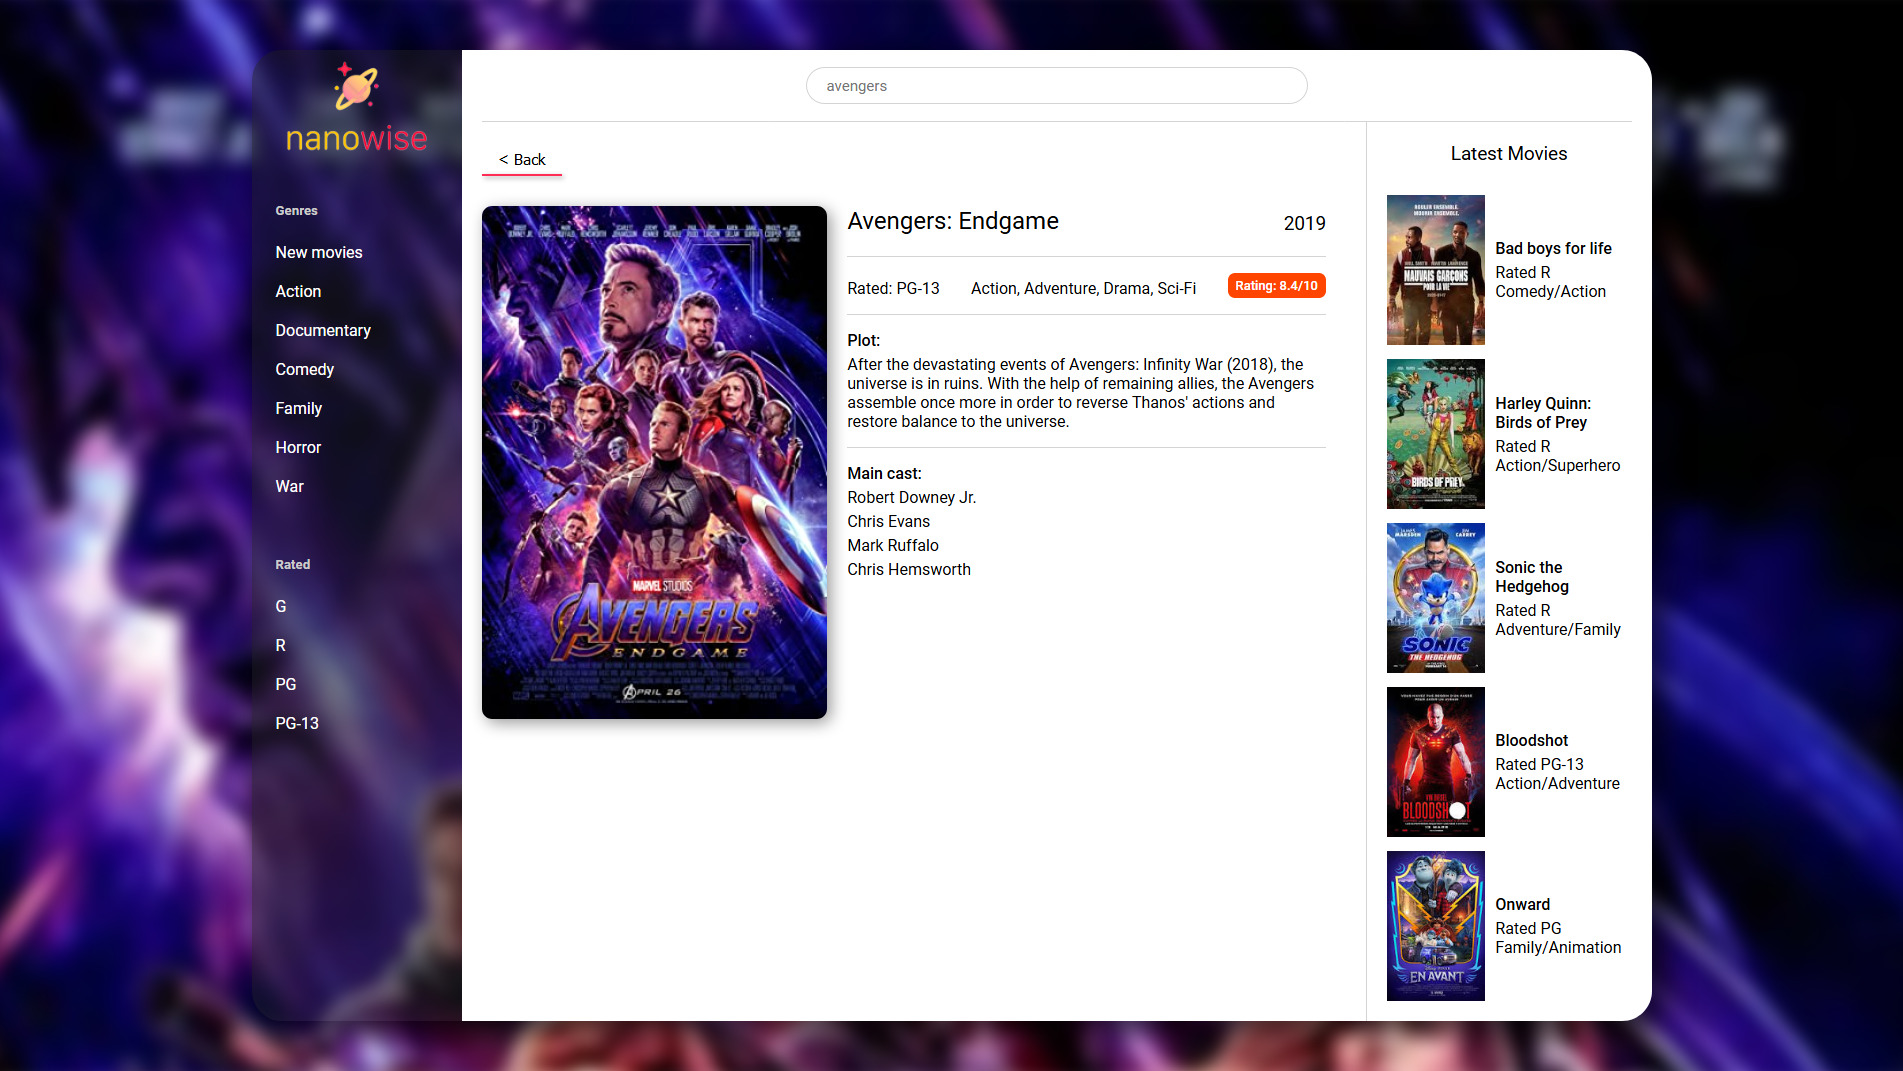 nanowise
Genres
New movies
Action
Documentary
Comedy
Family
Horror
War
Rated
G
R
PG
PG-13
avengers
< Back
MARVEL STUDIOS
AVENGERS
ENDGAME
APRIL 26
Avengers: Endgame
2019
Rated: PG-13
Action, Adventure, Drama, Sci-Fi
Rating: 8.4/10
Plot:
After the devastating events of Avengers: Infinity War (2018), the
universe is in ruins. With the help of remaining allies, the Avengers
assemble once more in order to reverse Thanos' actions and
restore balance to the universe.
Main cast:
Robert Downey Jr.
Chris Evans
Mark Ruffalo
Chris Hemsworth
Latest Movies
MAUVAIS GARÇONS
POUR LA VIE
Bad boys for life
Rated R
Comedy/Action
BIRDS OF PREY
Harley Quinn:
Birds of Prey
Rated R
Action/Superhero
JAMES MARSDEN
JIM CARREY
SONIC
THE HEDGEHOG
Sonic the
Hedgehog
Rated R
Adventure/Family
VIN DIESEL
BLOODSHOT
Bloodshot
Rated PG-13
Action/Adventure
EN AVANT
Onward
Rated PG
Family/Animation